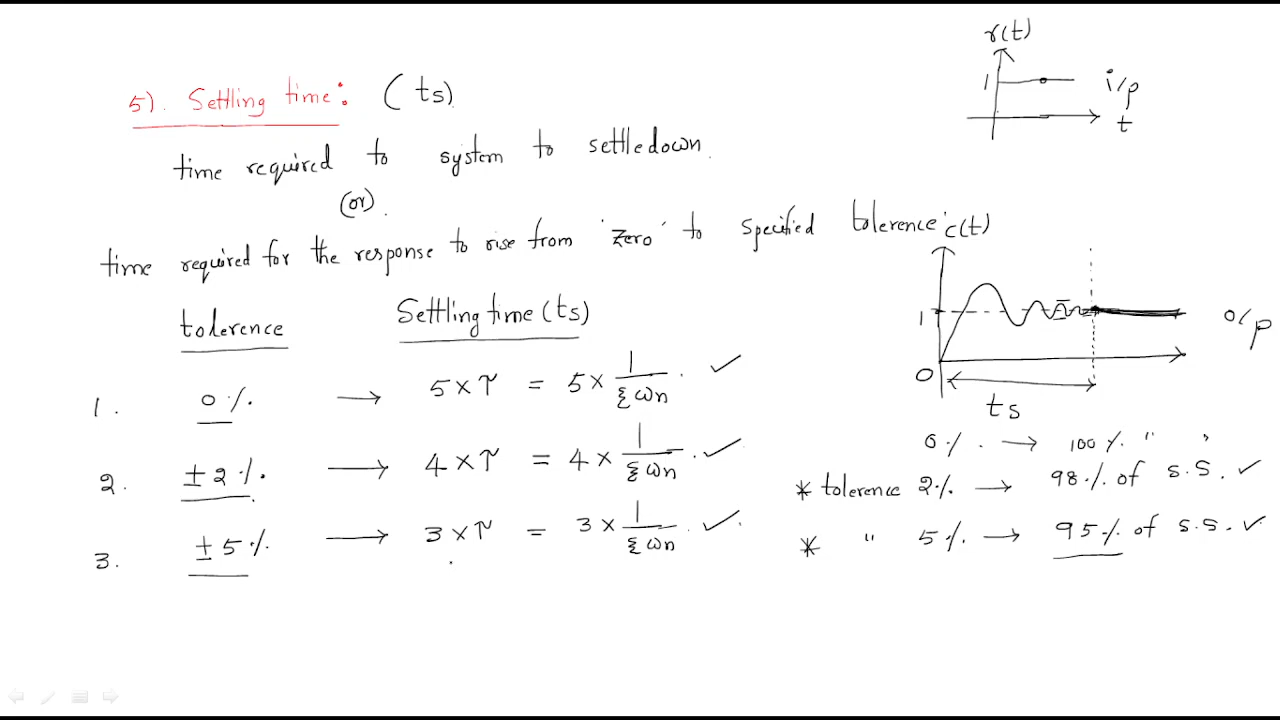 r(t)
1
i/p
t
5). Settling time: (ts)
time required to system to settledown.
(or).
time required for the response to rise from 'Zero' to specified tolerence'
c(t)
1
o/p
0
ts
tolerence Settling time (ts)
1. 0 % → 5 × τ = 5 × 1/ξωn . ✓
2. ± 2 %. → 4 × τ = 4 × 1/ξωn . ✓
3. ± 5 % → 3 × τ = 3 × 1/ξωn . ✓
0 % . → 100 % " "
* tolerence 2 % → 98 % of s.s. ✓
* " 5 % → 95 % of s.s. ✓